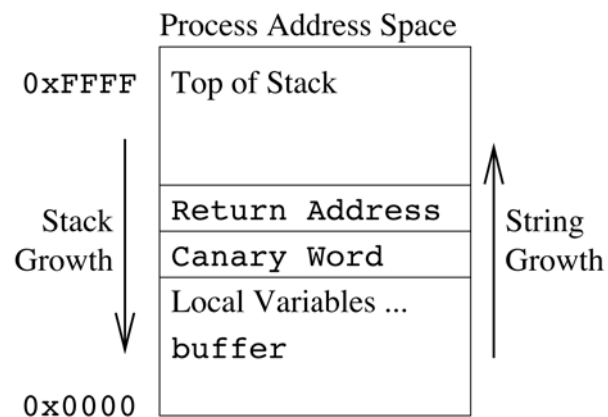 Process Address Space
0xFFFF
Top of Stack
Stack
Growth
Return Address
Canary Word
String
Growth
Local Variables ...
buffer
0x0000